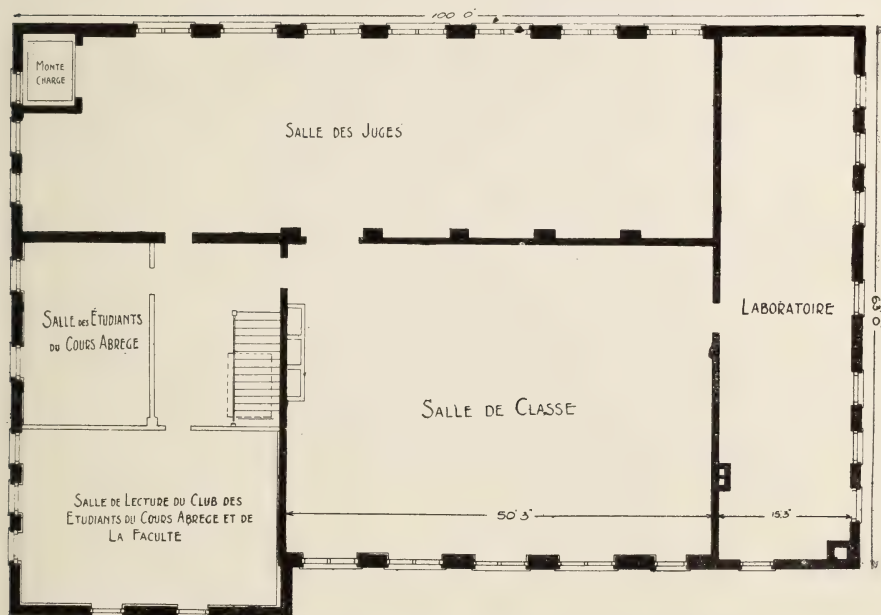 100' 0"
MONTE
CHARGE
SALLE DES JUGES
SALLE DES ÉTUDIANTS
DU COURS ABREGE
LABORATOIRE
63' 0
SALLE DE CLASSE
SALLE DE LECTURE DU CLUB DES
ETUDIANTS DU COURS ABREGE ET DE
LA FACULTE
50' 3"
15'.3"